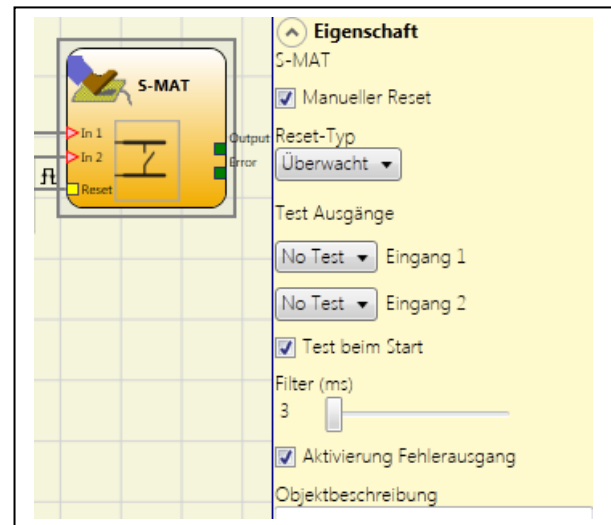 S-MAT
In 1
In 2
Reset
Output
Error
Eigenschaft
S-MAT
Manueller Reset
Reset-Typ
Überwacht
Test Ausgänge
No Test Eingang 1
No Test Eingang 2
Test beim Start
Filter (ms)
3
Aktivierung Fehlerausgang
Objektbeschreibung